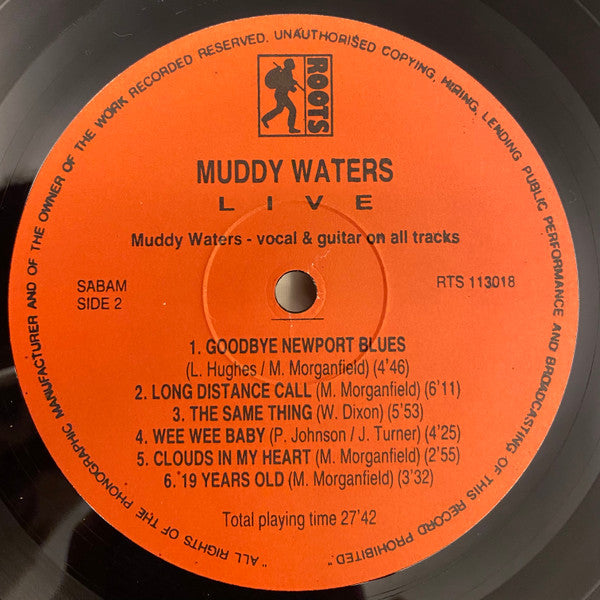 "ALL RIGHTS OF THE PHONOGRAPHIC MANUFACTURER AND OF THE OWNER OF THE WORK RECORDED RESERVED. UNAUTHORISED COPYING, HIRING, LENDING PUBLIC PERFORMANCE AND BROADCASTING OF THIS RECORD PROHIBITED"
ROOTS
MUDDY WATERS
LIVE
Muddy Waters - vocal & guitar on all tracks
SABAM
SIDE 2
RTS 113018
1. GOODBYE NEWPORT BLUES
(L. Hughes / M. Morganfield) (4'46)
2. LONG DISTANCE CALL (M. Morganfield) (6'11)
3. THE SAME THING (W. Dixon) (5'53)
4. WEE WEE BABY (P. Johnson / J. Turner) (4'25)
5. CLOUDS IN MY HEART (M. Morganfield) (2'55)
6. '19 YEARS OLD (M. Morganfield) (3'32)
Total playing time 27'42